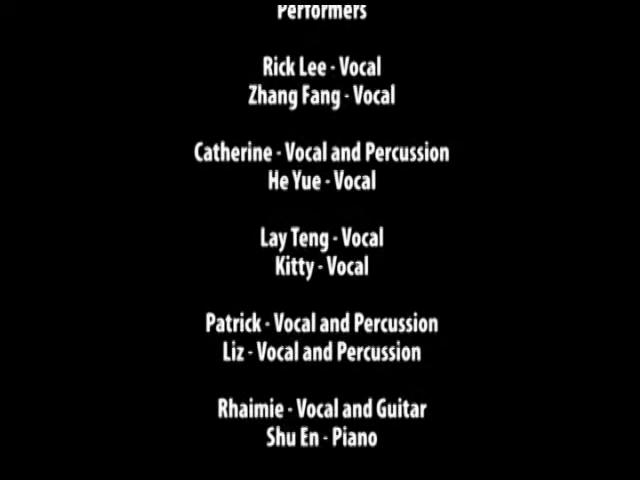 Performers
Rick Lee - Vocal
Zhang Fang - Vocal
Catherine - Vocal and Percussion
He Yue - Vocal
Lay Teng - Vocal
Kitty - Vocal
Patrick - Vocal and Percussion
Liz - Vocal and Percussion
Rhaimie - Vocal and Guitar
Shu En - Piano